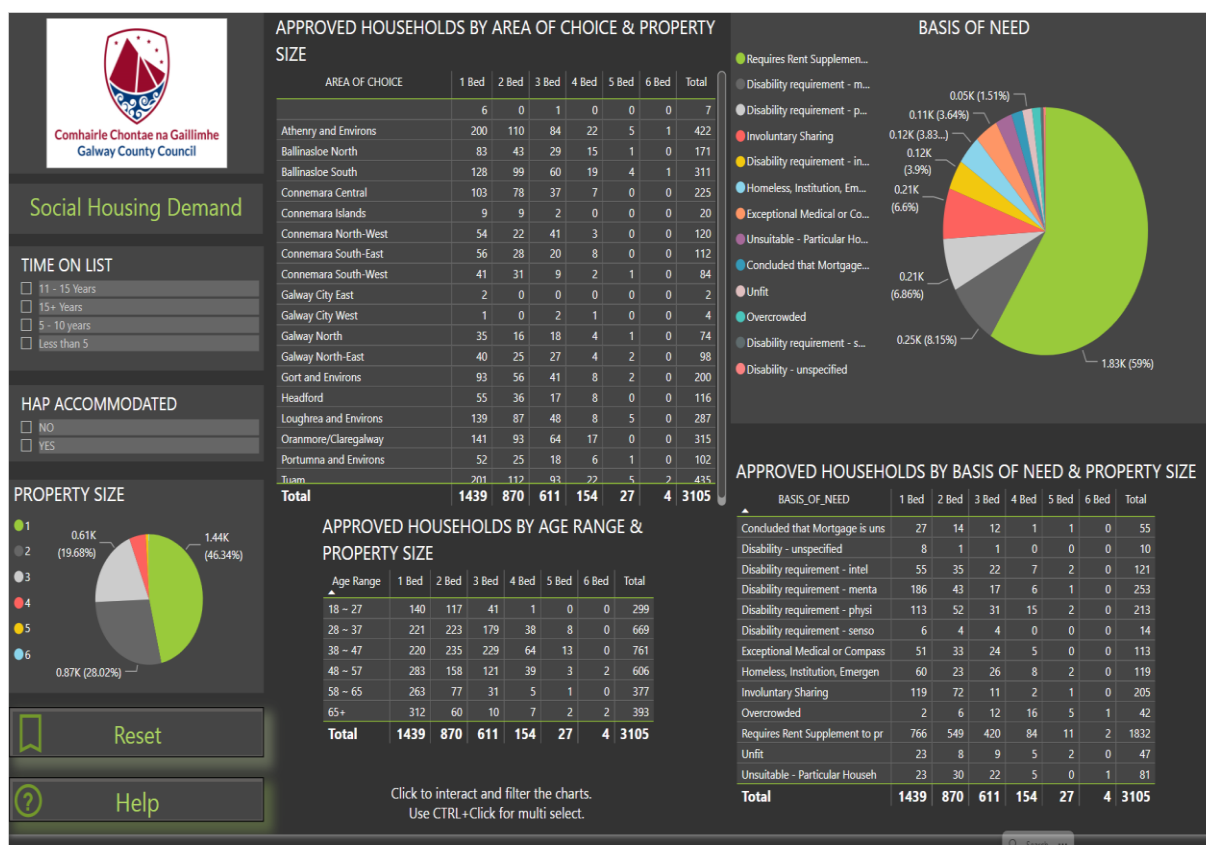 Comhairle Chontae na Gaillimhe
Galway County Council
Social Housing Demand
TIME ON LIST
11 - 15 Years
15+ Years
5 - 10 years
Less than 5
HAP ACCOMMODATED
NO
YES
PROPERTY SIZE
1
2
3
4
5
6
0.61K
(19.68%)
1.44K
(46.34%)
0.87K (28.02%)
Reset
Help
APPROVED HOUSEHOLDS BY AREA OF CHOICE & PROPERTY
SIZE
AREA OF CHOICE 1 Bed 2 Bed 3 Bed 4 Bed 5 Bed 6 Bed Total
6 0 1 0 0 0 7
Athenry and Environs 200 110 84 22 5 1 422
Ballinasloe North 83 43 29 15 1 0 171
Ballinasloe South 128 99 60 19 4 1 311
Connemara Central 103 78 37 7 0 0 225
Connemara Islands 9 9 2 0 0 0 20
Connemara North-West 54 22 41 3 0 0 120
Connemara South-East 56 28 20 8 0 0 112
Connemara South-West 41 31 9 2 1 0 84
Galway City East 2 0 0 0 0 0 2
Galway City West 1 0 2 1 0 0 4
Galway North 35 16 18 4 1 0 74
Galway North-East 40 25 27 4 2 0 98
Gort and Environs 93 56 41 8 2 0 200
Headford 55 36 17 8 0 0 116
Loughrea and Environs 139 87 48 8 5 0 287
Oranmore/Claregalway 141 93 64 17 0 0 315
Portumna and Environs 52 25 18 6 1 0 102
Tuam 201 112 93 22 5 2 435
Total 1439 870 611 154 27 4 3105
APPROVED HOUSEHOLDS BY AGE RANGE &
PROPERTY SIZE
Age Range 1 Bed 2 Bed 3 Bed 4 Bed 5 Bed 6 Bed Total
18 ~ 27 140 117 41 1 0 0 299
28 ~ 37 221 223 179 38 8 0 669
38 ~ 47 220 235 229 64 13 0 761
48 ~ 57 283 158 121 39 3 2 606
58 ~ 65 263 77 31 5 1 0 377
65+ 312 60 10 7 2 2 393
Total 1439 870 611 154 27 4 3105
Click to interact and filter the charts.
Use CTRL+Click for multi select.
BASIS OF NEED
Requires Rent Supplemen...
Disability requirement - m...
Disability requirement - p...
Involuntary Sharing
Disability requirement - in...
Homeless, Institution, Em...
Exceptional Medical or Co...
Unsuitable - Particular Ho...
Concluded that Mortgage...
Unfit
Overcrowded
Disability requirement - s...
Disability - unspecified
0.05K (1.51%)
0.11K (3.64%)
0.12K (3.83...)
0.12K
(3.9%)
0.21K
(6.6%)
0.21K
(6.86%)
0.25K (8.15%)
1.83K (59%)
APPROVED HOUSEHOLDS BY BASIS OF NEED & PROPERTY SIZE
BASIS_OF_NEED 1 Bed 2 Bed 3 Bed 4 Bed 5 Bed 6 Bed Total
Concluded that Mortgage is uns 27 14 12 1 1 0 55
Disability - unspecified 8 1 1 0 0 0 10
Disability requirement - intel 55 35 22 7 2 0 121
Disability requirement - menta 186 43 17 6 1 0 253
Disability requirement - physi 113 52 31 15 2 0 213
Disability requirement - senso 6 4 4 0 0 0 14
Exceptional Medical or Compass 51 33 24 5 0 0 113
Homeless, Institution, Emergen 60 23 26 8 2 0 119
Involuntary Sharing 119 72 11 2 1 0 205
Overcrowded 2 6 12 16 5 1 42
Requires Rent Supplement to pr 766 549 420 84 11 2 1832
Unfit 23 8 9 5 2 0 47
Unsuitable - Particular Househ 23 30 22 5 0 1 81
Total 1439 870 611 154 27 4 3105